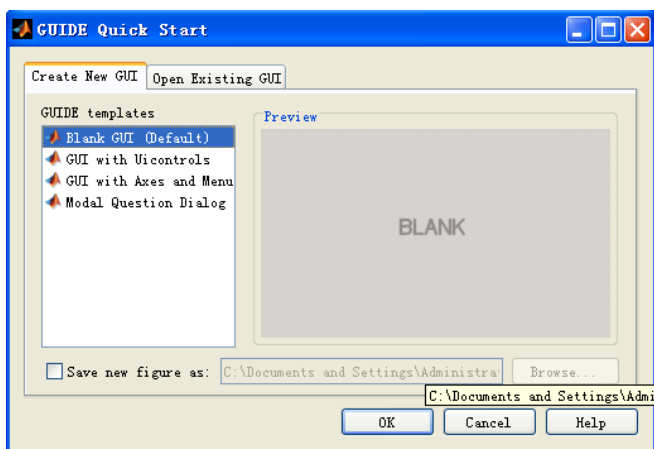 GUIDE Quick Start
Create New GUI
Open Existing GUI
GUIDE templates
Preview
Blank GUI (Default)
GUI with Uicontrols
GUI with Axes and Menu
Modal Question Dialog
BLANK
Save new figure as:
C:\Documents and Settings\Administra
Browse...
C:\Documents and Settings\Admi
OK
Cancel
Help